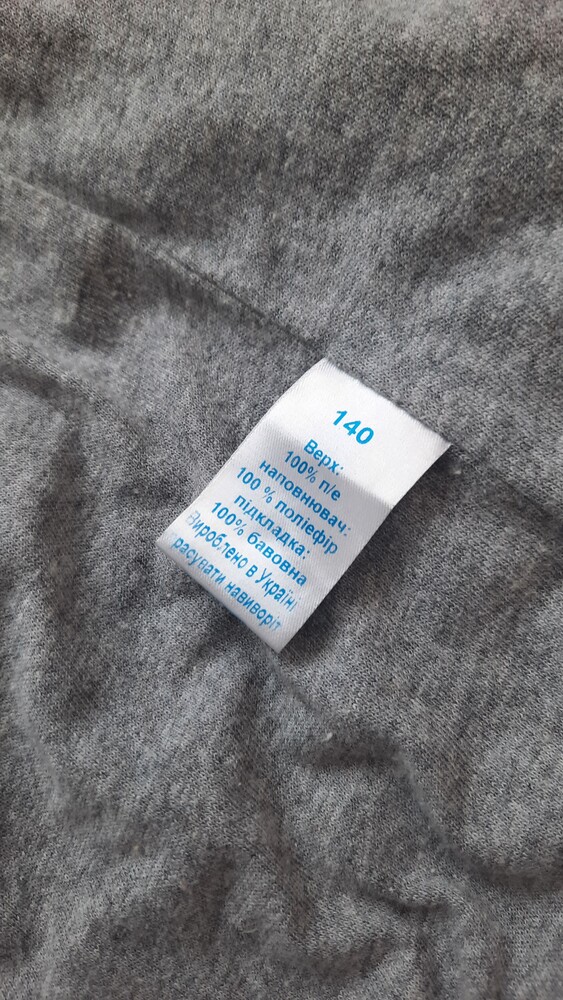 140
Верх:
100% п/е
наповнювач:
100 % поліефір
підкладка:
100% бавовна
Вироблено в Україні
прасувати навиворіт